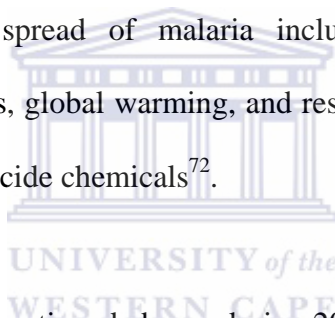 spread of malaria inclu
s, global warming, and res
cide chemicals72.
UNIVERSITY of the
WESTERN CAPE